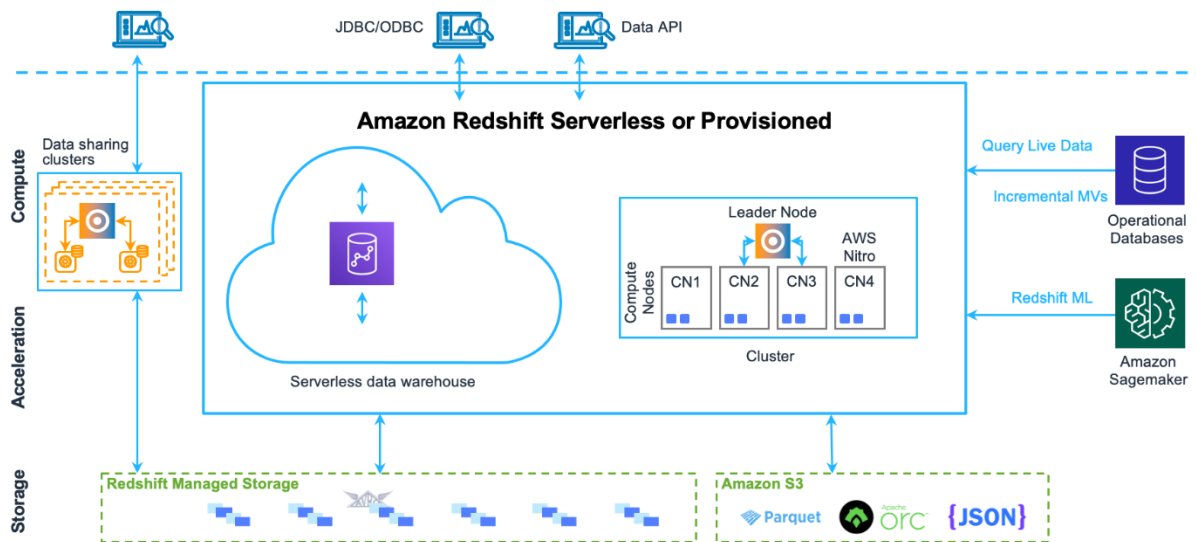 JDBC/ODBC
Data API
Amazon Redshift Serverless or Provisioned
Compute
Data sharing
clusters
Query Live Data
Incremental MVs
Operational
Databases
Leader Node
AWS
Nitro
Compute
Nodes
CN1
CN2
CN3
CN4
Cluster
Redshift ML
Amazon
Sagemaker
Acceleration
Serverless data warehouse
Storage
Redshift Managed Storage
Amazon S3
Parquet
Apache
orc
{JSON}